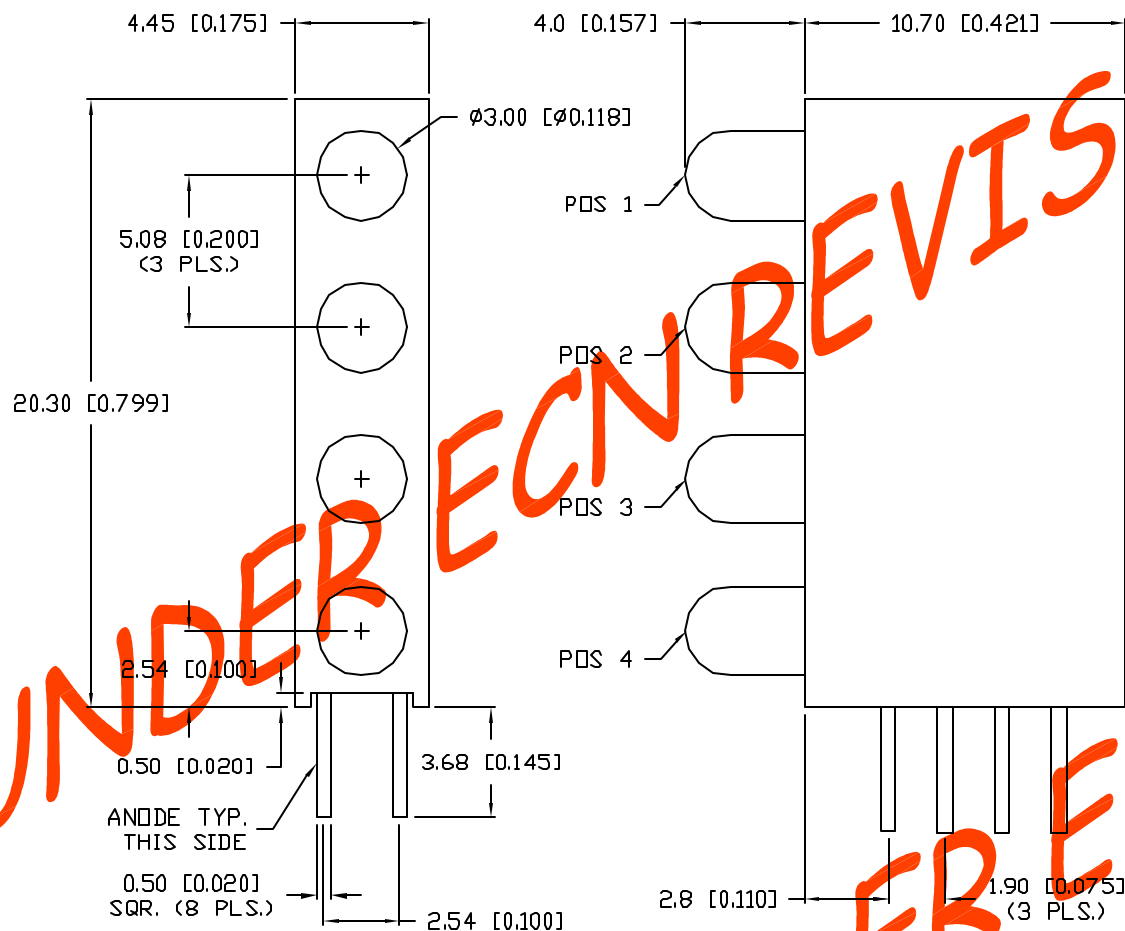 4.45 [0.175]
4.0 [0.157]
10.70 [0.421]
Ø3.00 [Ø0.118]
POS 1
5.08 [0.200]
(3 PLS.)
POS 2
20.30 [0.799]
POS 3
POS 4
2.54 [0.100]
0.50 [0.020]
3.68 [0.145]
ANODE TYP.
THIS SIDE
0.50 [0.020]
SQR. (8 PLS.)
2.54 [0.100]
2.8 [0.110]
1.90 [0.075]
(3 PLS.)
UNDER ECN REVIS
ER E